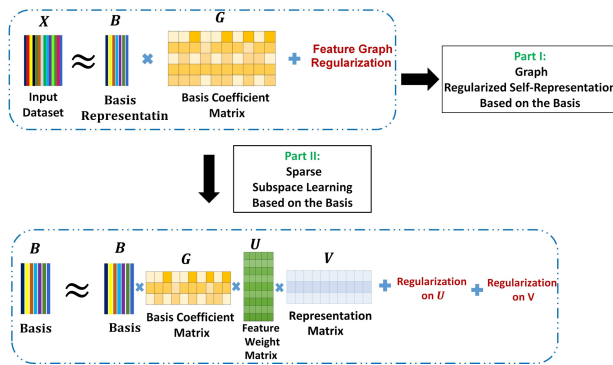 X B G
Input
Dataset
≈
Basis
Representatin
×
Basis Coefficient
Matrix
+
Feature Graph
Regularization
Part I:
Graph
Regularized Self-Representation
Based on the Basis
Part II:
Sparse
Subspace Learning
Based on the Basis
B B G U V
Basis
≈
Basis
×
Basis Coefficient
Matrix
×
Feature
Weight
Matrix
×
Representation
Matrix
+
Regularization
on U
+
Regularization
on V